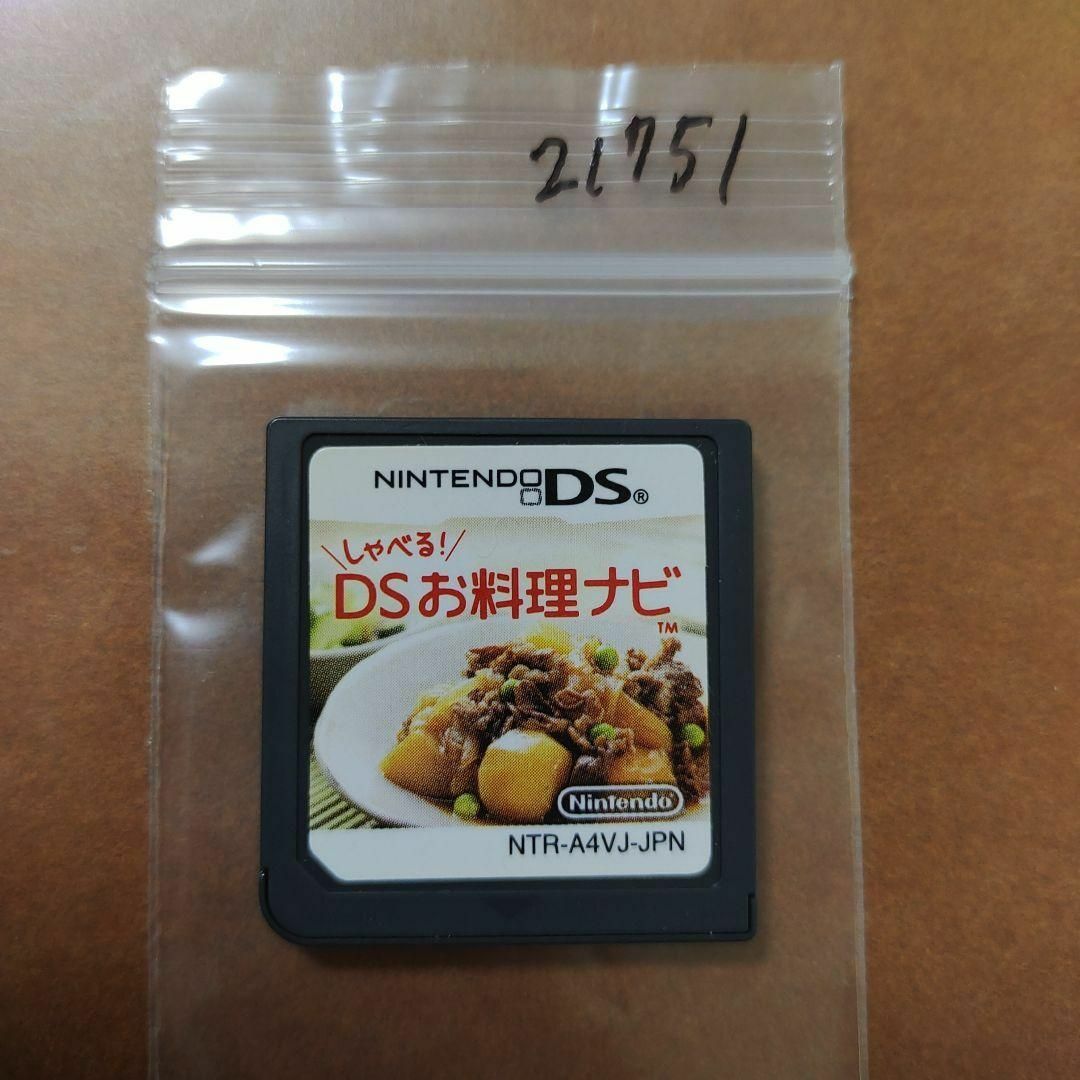 21751
NINTENDO DS®
\しゃべる!/
DSお料理ナビ
TM
Nintendo®
NTR-A4VJ-JPN